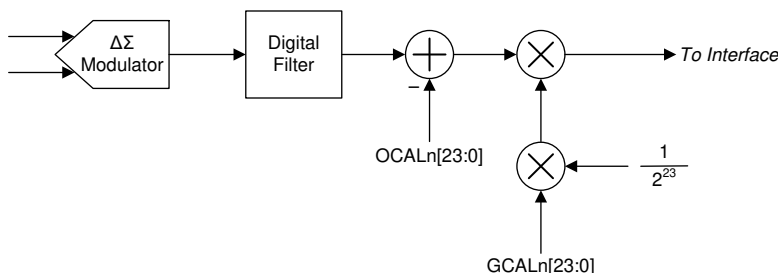 ΔΣ
Modulator
Digital
Filter
To Interface
–
OCALn[23:0]
1
2^23
GCALn[23:0]